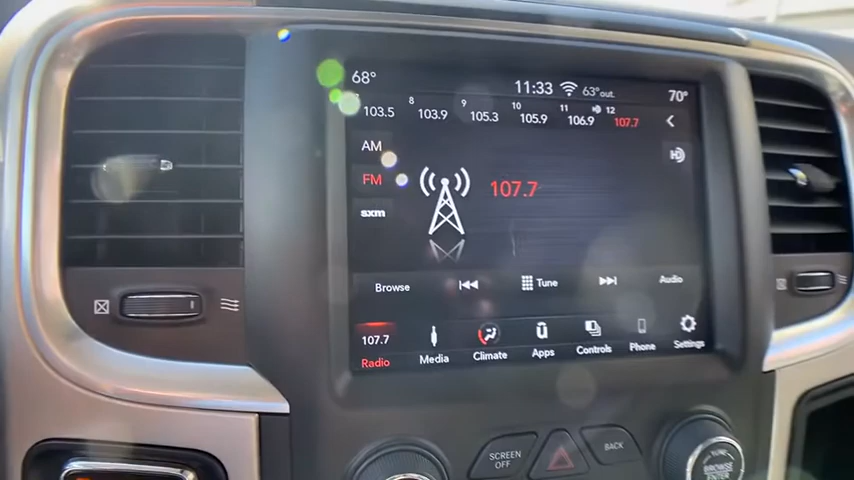 68° 11:33 63°out. 70°
8 9 10 11 12
103.5 103.9 105.3 105.9 106.9 107.7
AM
HD
FM 107.7
sxm
Browse Tune Audio
107.7
Radio Media Climate Apps Controls Phone Settings
SCREEN OFF BACK
TUNE
BROWSE
ENTER